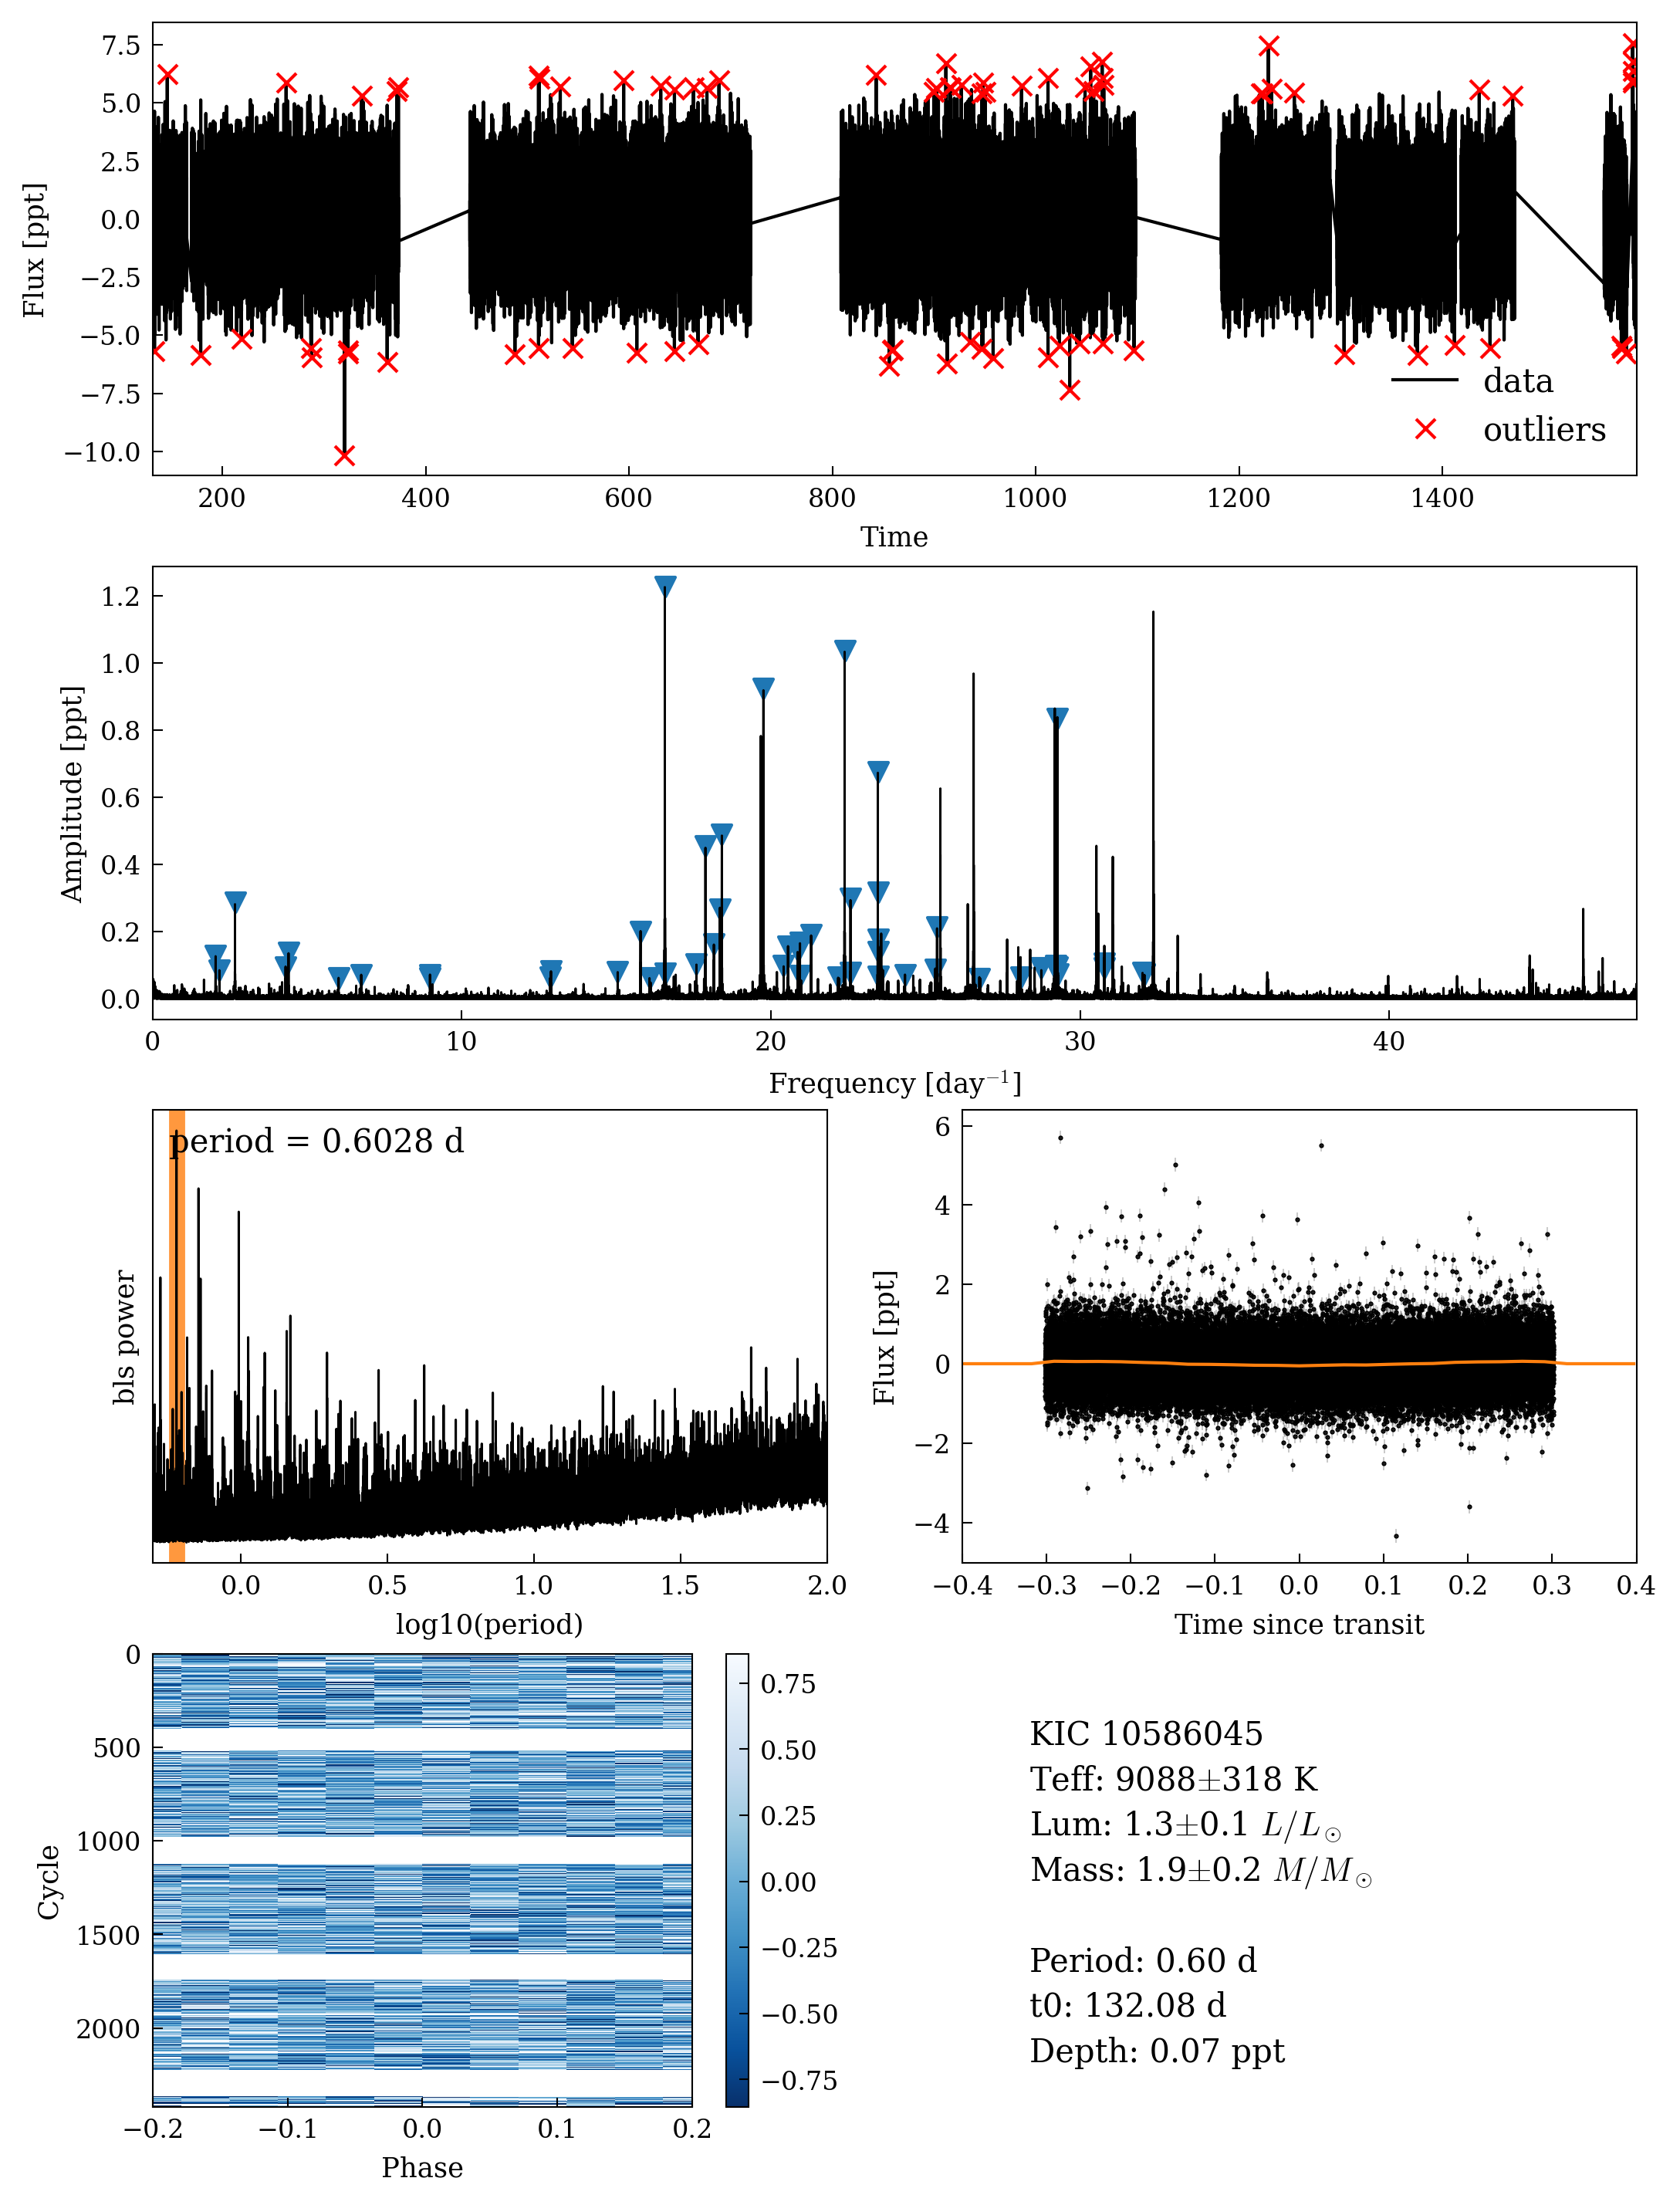 7.5
5.0
2.5
0.0
−2.5
−5.0
−7.5
−10.0
Flux [ppt]
data
outliers
200 400 600 800 1000 1200 1400
Time
1.2
1.0
0.8
0.6
0.4
0.2
0.0
Amplitude [ppt]
0 10 20 30 40
Frequency [day⁻¹]
period = 0.6028 d
bls power
0.0 0.5 1.0 1.5 2.0
log10(period)
6
4
2
0
−2
−4
Flux [ppt]
−0.4 −0.3 −0.2 −0.1 0.0 0.1 0.2 0.3 0.4
Time since transit
0
500
1000
1500
2000
Cycle
−0.2 −0.1 0.0 0.1 0.2
Phase
0.75
0.50
0.25
0.00
−0.25
−0.50
−0.75
KIC 10586045
Teff: 9088±318 K
Lum: 1.3±0.1 L/L⊙
Mass: 1.9±0.2 M/M⊙
Period: 0.60 d
t0: 132.08 d
Depth: 0.07 ppt